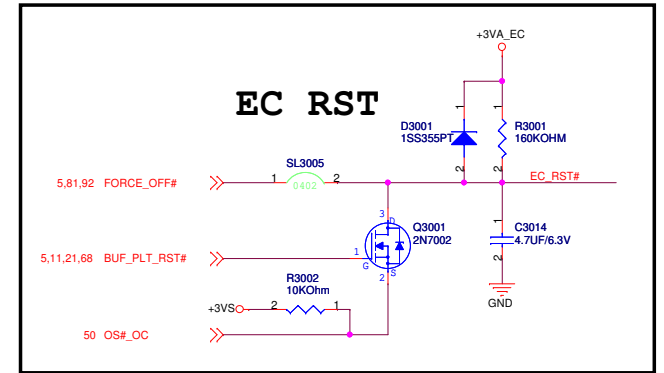 +3VA_EC
EC RST
D3001
1SS355PT
1
2
R3001
160KOHM
1
2
SL3005
5,81,92 FORCE_OFF#
1
0402
2
EC_RST#
3
D
Q3001
2N7002
C3014
4.7UF/6.3V
1
2
5,11,21,68 BUF_PLT_RST#
1
G
2
S
R3002
10KOhm
GND
+3VS
2
1
50 OS#_OC